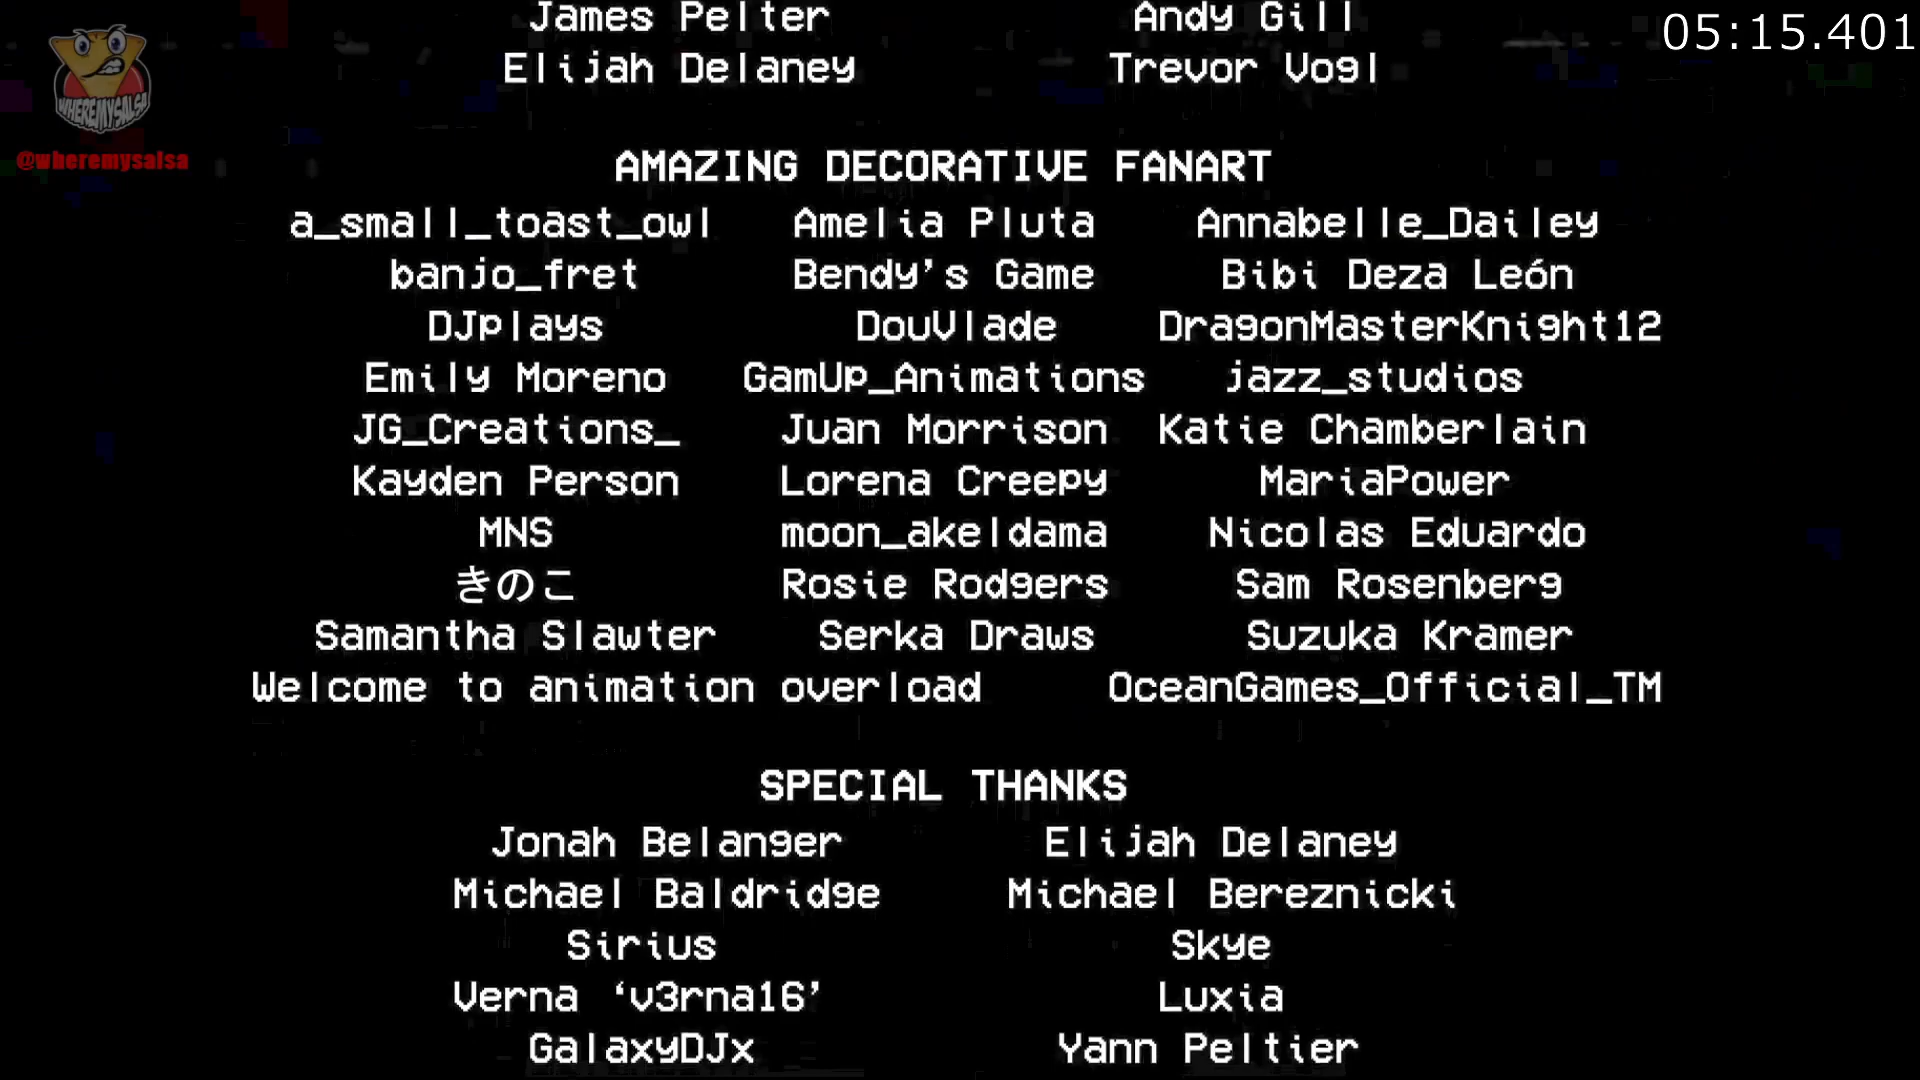 James Pelter Andy Gill
05:15.401
Elijah Delaney Trevor Vogl
WHEREMYSALSA
@wheremysalsa
AMAZING DECORATIVE FANART
a_small_toast_owl Amelia Pluta Annabelle_Dailey
banjo_fret Bendy’s Game Bibi Deza León
DJplays DouVlade DragonMasterKnight12
Emily Moreno GamUp_Animations jazz_studios
JG_Creations_ Juan Morrison Katie Chamberlain
Kayden Person Lorena Creepy MariaPower
MNS moon_akeldama Nicolas Eduardo
きのこ Rosie Rodgers Sam Rosenberg
Samantha Slawter Serka Draws Suzuka Kramer
Welcome to animation overload OceanGames_Official_TM
SPECIAL THANKS
Jonah Belanger Elijah Delaney
Michael Baldridge Michael Bereznicki
Sirius Skye
Verna ‘v3rna16’ Luxia
GalaxyDJx Yann Peltier